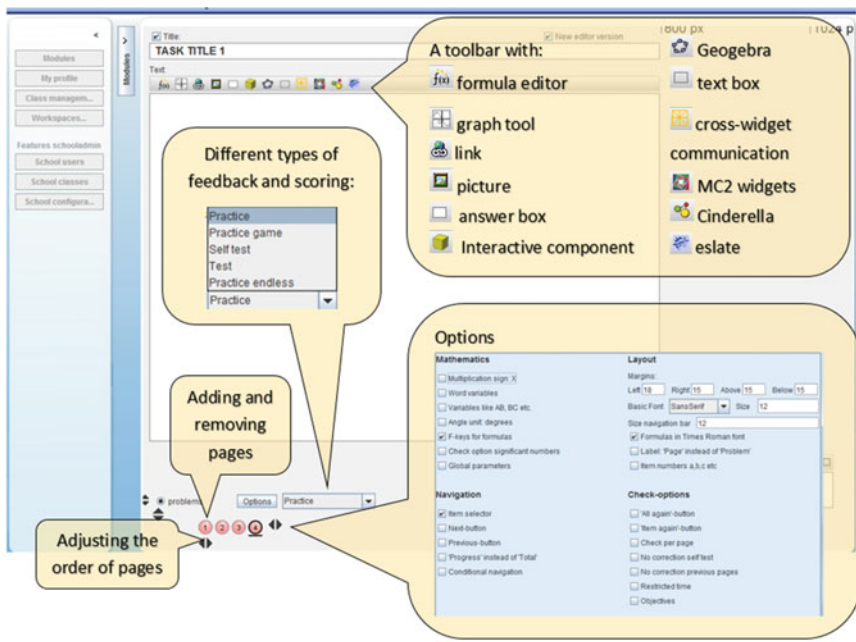 <
Modules
My profile
Class managem...
Workspaces...
Features schooladmin
School users
School classes
School configura...
>
Modules
Title:
New editor version
TASK TITLE 1
Text
800 px
1024 p
A toolbar with:
f(x) formula editor
graph tool
link
picture
answer box
Interactive component
Geogebra
text box
cross-widget
communication
MC2 widgets
Cinderella
eslate
Different types of
feedback and scoring:
Practice
Practice game
Self test
Test
Practice endless
Practice
Adding and
removing
pages
Adjusting the
order of pages
problem
Options
Practice
1 2 3 4
Options
Mathematics
Multiplication sign: X
Word variables
Variables like AB, BC etc.
Angle unit: degrees
F-keys for formulas
Check option significant numbers
Global parameters
Layout
Margins:
Left 18 Right 15 Above 15 Below 15
Basic Font SansSerif Size 12
Size navigation bar 12
Formulas in Times Roman font
Label: 'Page' instead of 'Problem'
Item numbers a,b,c etc
Navigation
Item selector
Next-button
Previous-button
'Progress' instead of 'Total'
Conditional navigation
Check-options
'All again'-button
'Item again'-button
Check per page
No correction self test
No correction previous pages
Restricted time
Objectives